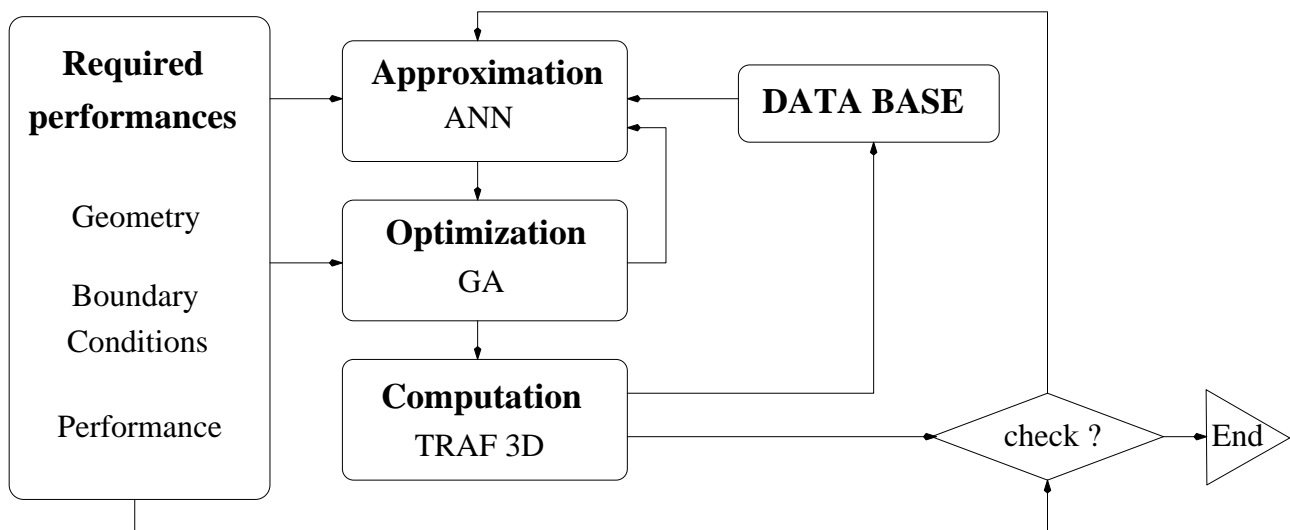 Required
performances
Geometry
Boundary
Conditions
Performance
Approximation
ANN
Optimization
GA
Computation
TRAF 3D
DATA BASE
check ?
End